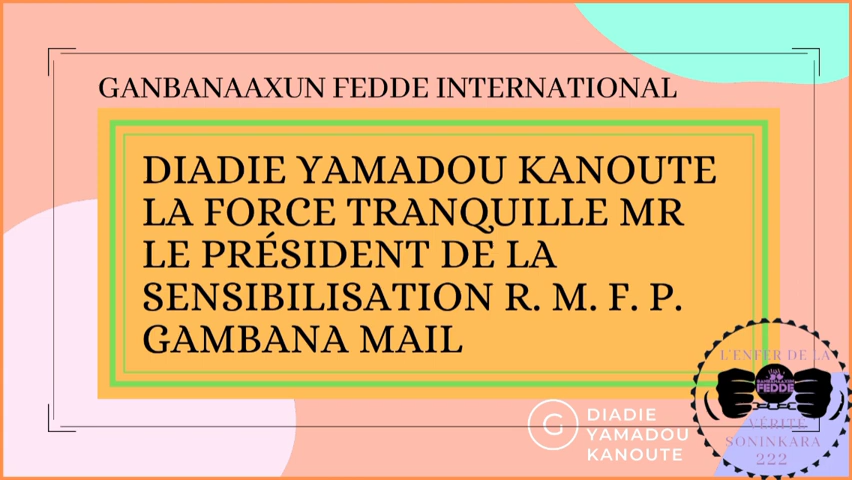 GANBANAAXUN FEDDE INTERNATIONAL
DIADIE YAMADOU KANOUTE
LA FORCE TRANQUILLE MR
LE PRÉSIDENT DE LA
SENSIBILISATION R. M. F. P.
GAMBANA MAIL
L'ENFER DE LA
GANBANAAXUN
FEDDE
VÉRITÉ
SONINKARA
222
G
DIADIE
YAMADOU
KANOUTE